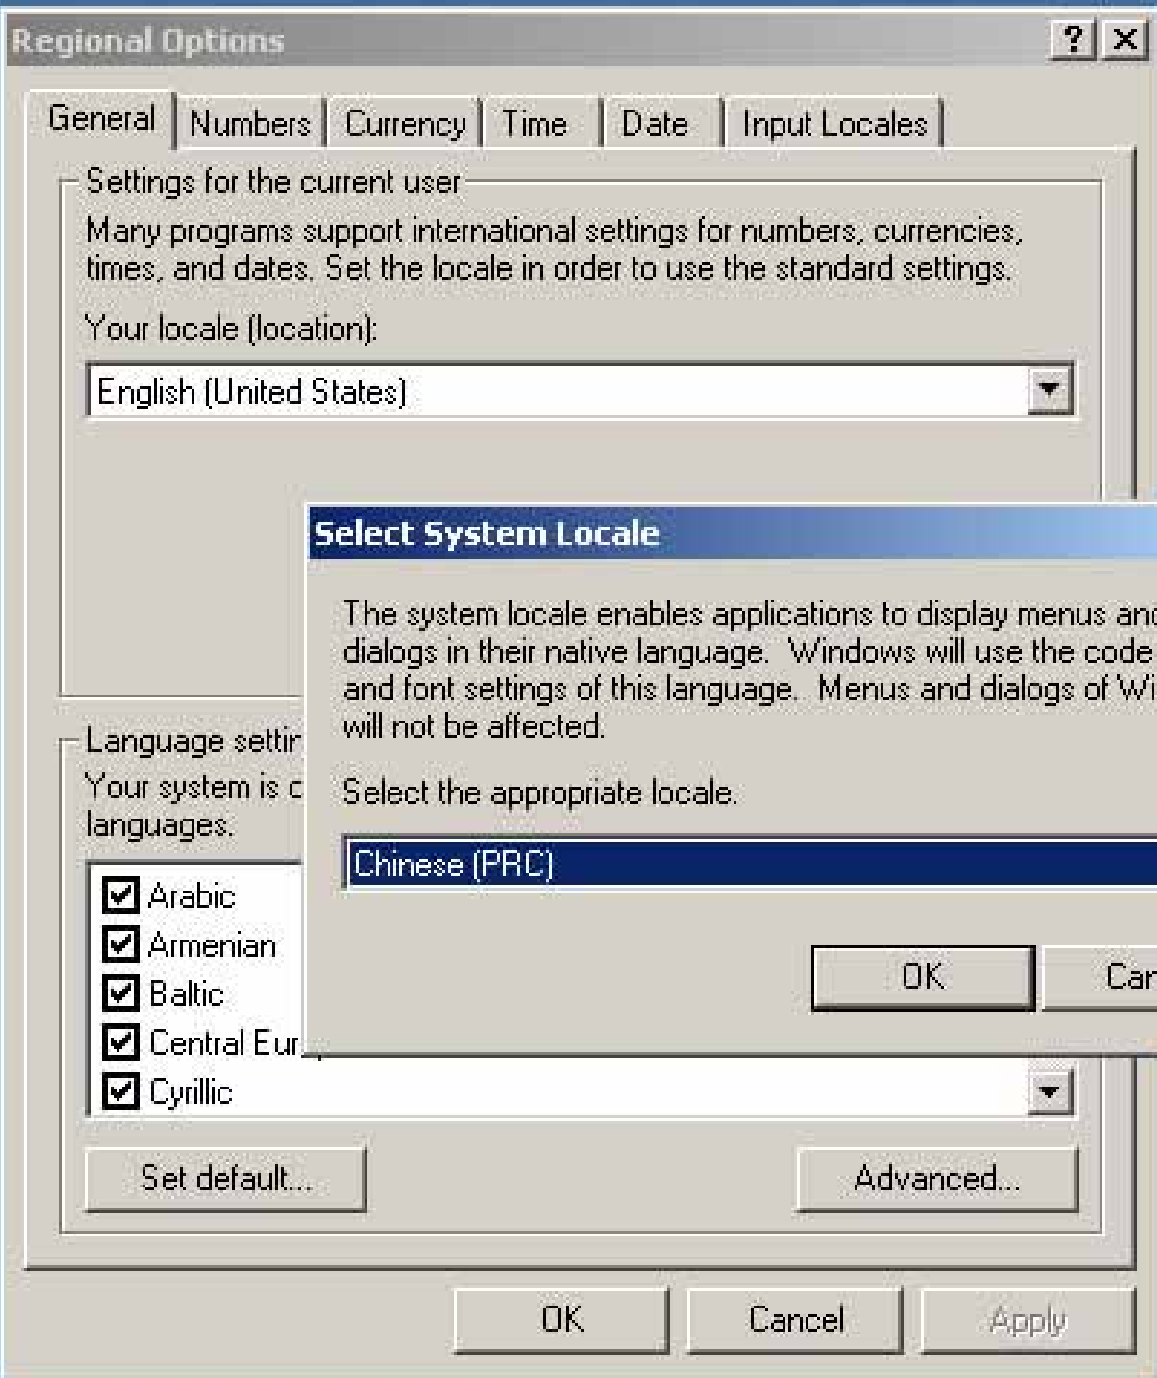 Regional Options
General Numbers Currency Time Date Input Locales
Settings for the current user
Many programs support international settings for numbers, currencies,
times, and dates. Set the locale in order to use the standard settings.
Your locale (location):
English (United States)
Select System Locale
The system locale enables applications to display menus and
dialogs in their native language. Windows will use the code
and font settings of this language. Menus and dialogs of Wi
will not be affected.
Select the appropriate locale.
Chinese (PRC)
OK Can
Language settin
Your system is c
languages.
Arabic
Armenian
Baltic
Central Eur
Cyrillic
Set default... Advanced...
OK Cancel Apply